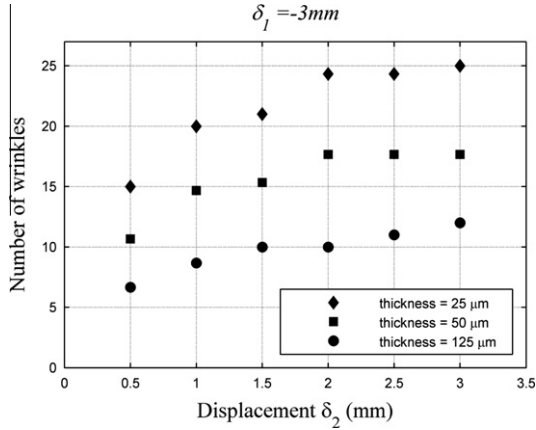 δ₁ =-3mm
25
20
15
10
5
0
Number of wrinkles
thickness = 25 μm
thickness = 50 μm
thickness = 125 μm
0 0.5 1 1.5 2 2.5 3 3.5
Displacement δ₂ (mm)